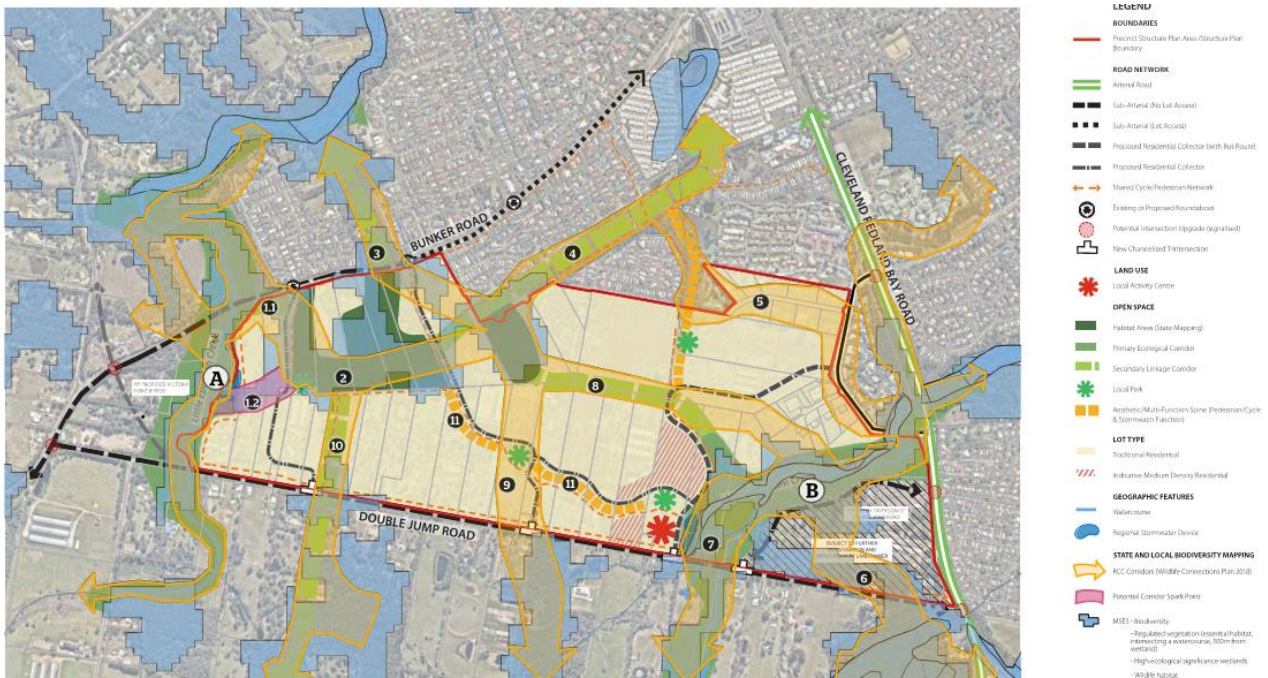 BUNKER ROAD
CLEVELAND REDLAND BAY ROAD
DOUBLE JUMP ROAD
3
4
5
1.1
A
2
8
1.2
11
10
9
11
B
7
6
LEGEND
BOUNDARIES
Precinct Structure Plan Area /Structure Plan
Boundary
ROAD NETWORK
Arterial Road
Sub-Arterial (No Lot Access)
Sub-Arterial (Lot Access)
Proposed Residential Collector (with Bus Route)
Proposed Residential Collector
Shared Cycle/Pedestrian Network
Existing or Proposed Roundabout
Potential Intersection Upgrade (signalised)
New Channelised T-Intersection
LAND USE
Local Activity Centre
OPEN SPACE
Habitat Areas (State Mapping)
Primary Ecological Corridor
Secondary Linkage Corridor
Local Park
Aesthetic/Multi-Function Spine (Pedestrian/Cycle
& Stormwater Function)
LOT TYPE
Traditional Residential
Indicative Medium Density Residential
GEOGRAPHIC FEATURES
Watercourse
Regional Stormwater Device
STATE AND LOCAL BIODIVERSITY MAPPING
RCC Corridors (Wildlife Connections Plan 2018)
Potential Corridor Spark Point
MSES - Biodiversity
- Regulated vegetation (essential habitat,
intersecting a watercourse, 100m from
wetland)
- High ecological significance wetlands
- Wildlife habitat